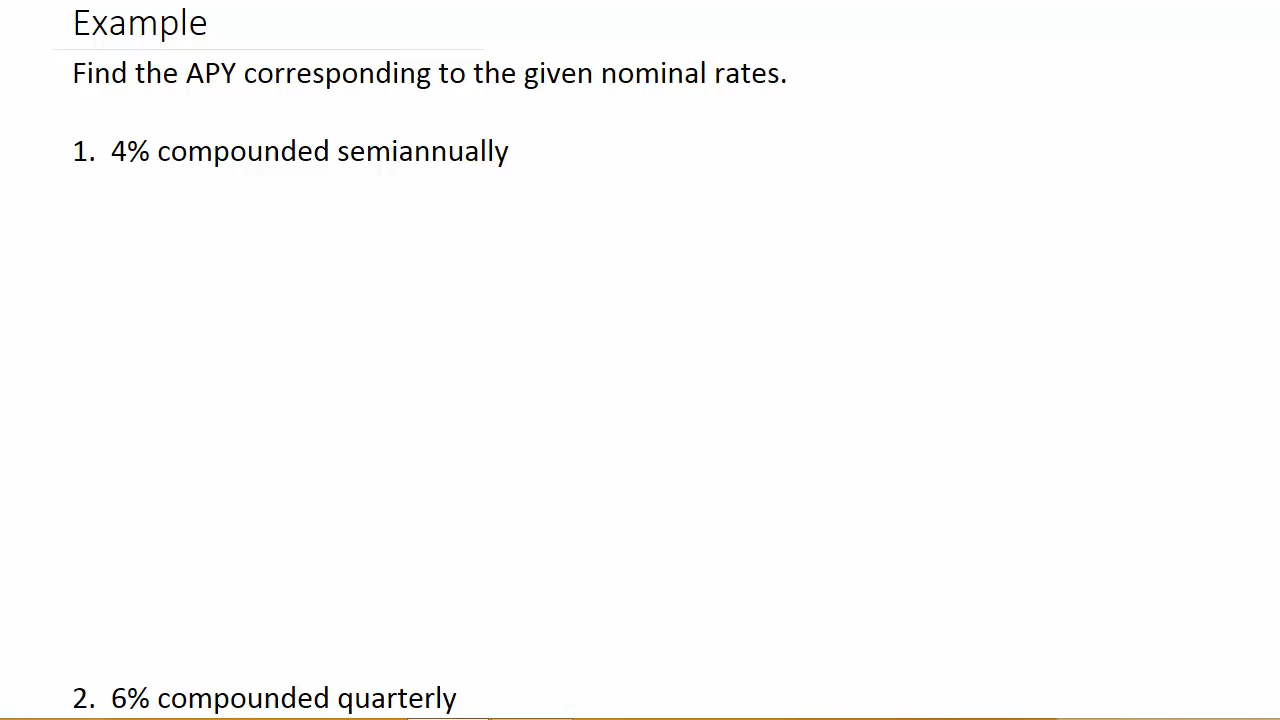 Example
Find the APY corresponding to the given nominal rates.
1. 4% compounded semiannually
2. 6% compounded quarterly